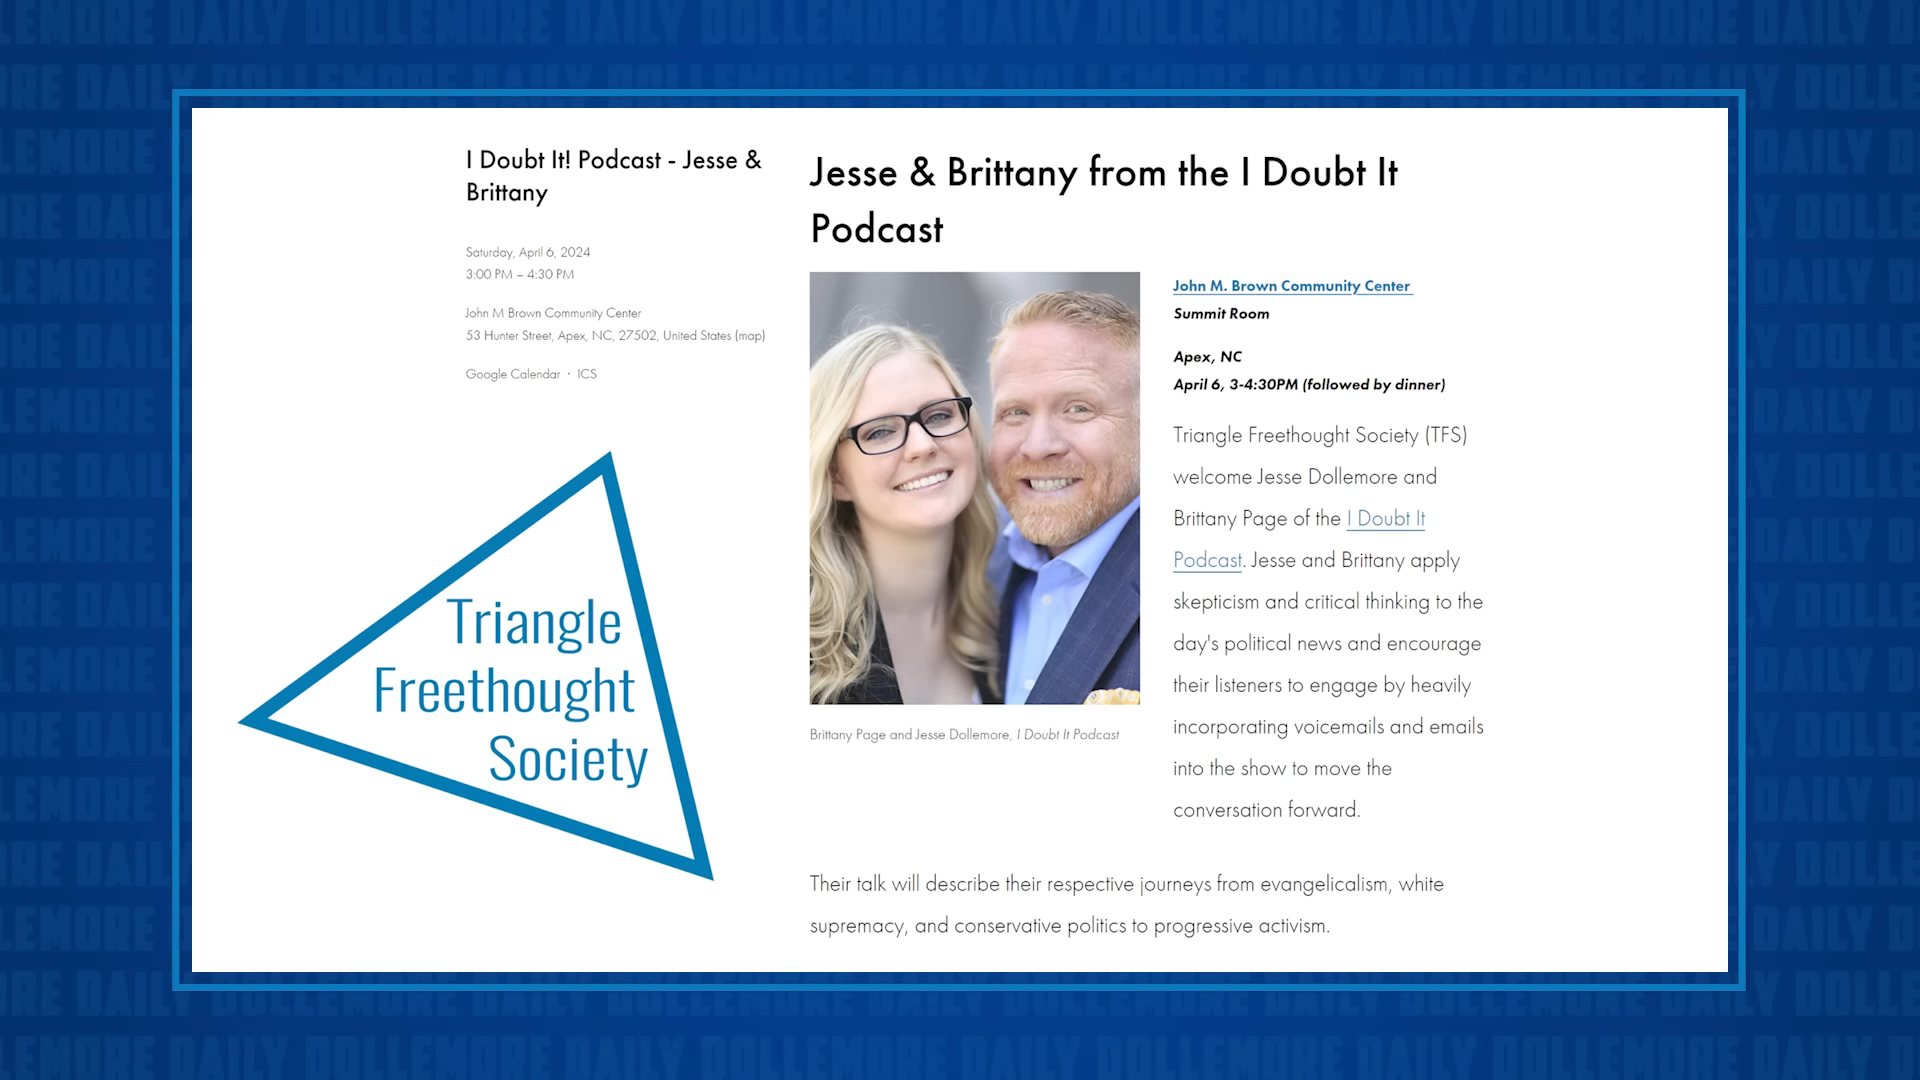 I Doubt It! Podcast - Jesse &
Brittany
Saturday, April 6, 2024
3:00 PM – 4:30 PM
John M Brown Community Center
53 Hunter Street, Apex, NC, 27502, United States (map)
Google Calendar · ICS
Triangle
Freethought
Society
Jesse & Brittany from the I Doubt It
Podcast
Brittany Page and Jesse Dollemore, I Doubt It Podcast
John M. Brown Community Center
Summit Room
Apex, NC
April 6, 3-4:30PM (followed by dinner)
Triangle Freethought Society (TFS)
welcome Jesse Dollemore and
Brittany Page of the I Doubt It
Podcast. Jesse and Brittany apply
skepticism and critical thinking to the
day's political news and encourage
their listeners to engage by heavily
incorporating voicemails and emails
into the show to move the
conversation forward.
Their talk will describe their respective journeys from evangelicalism, white
supremacy, and conservative politics to progressive activism.